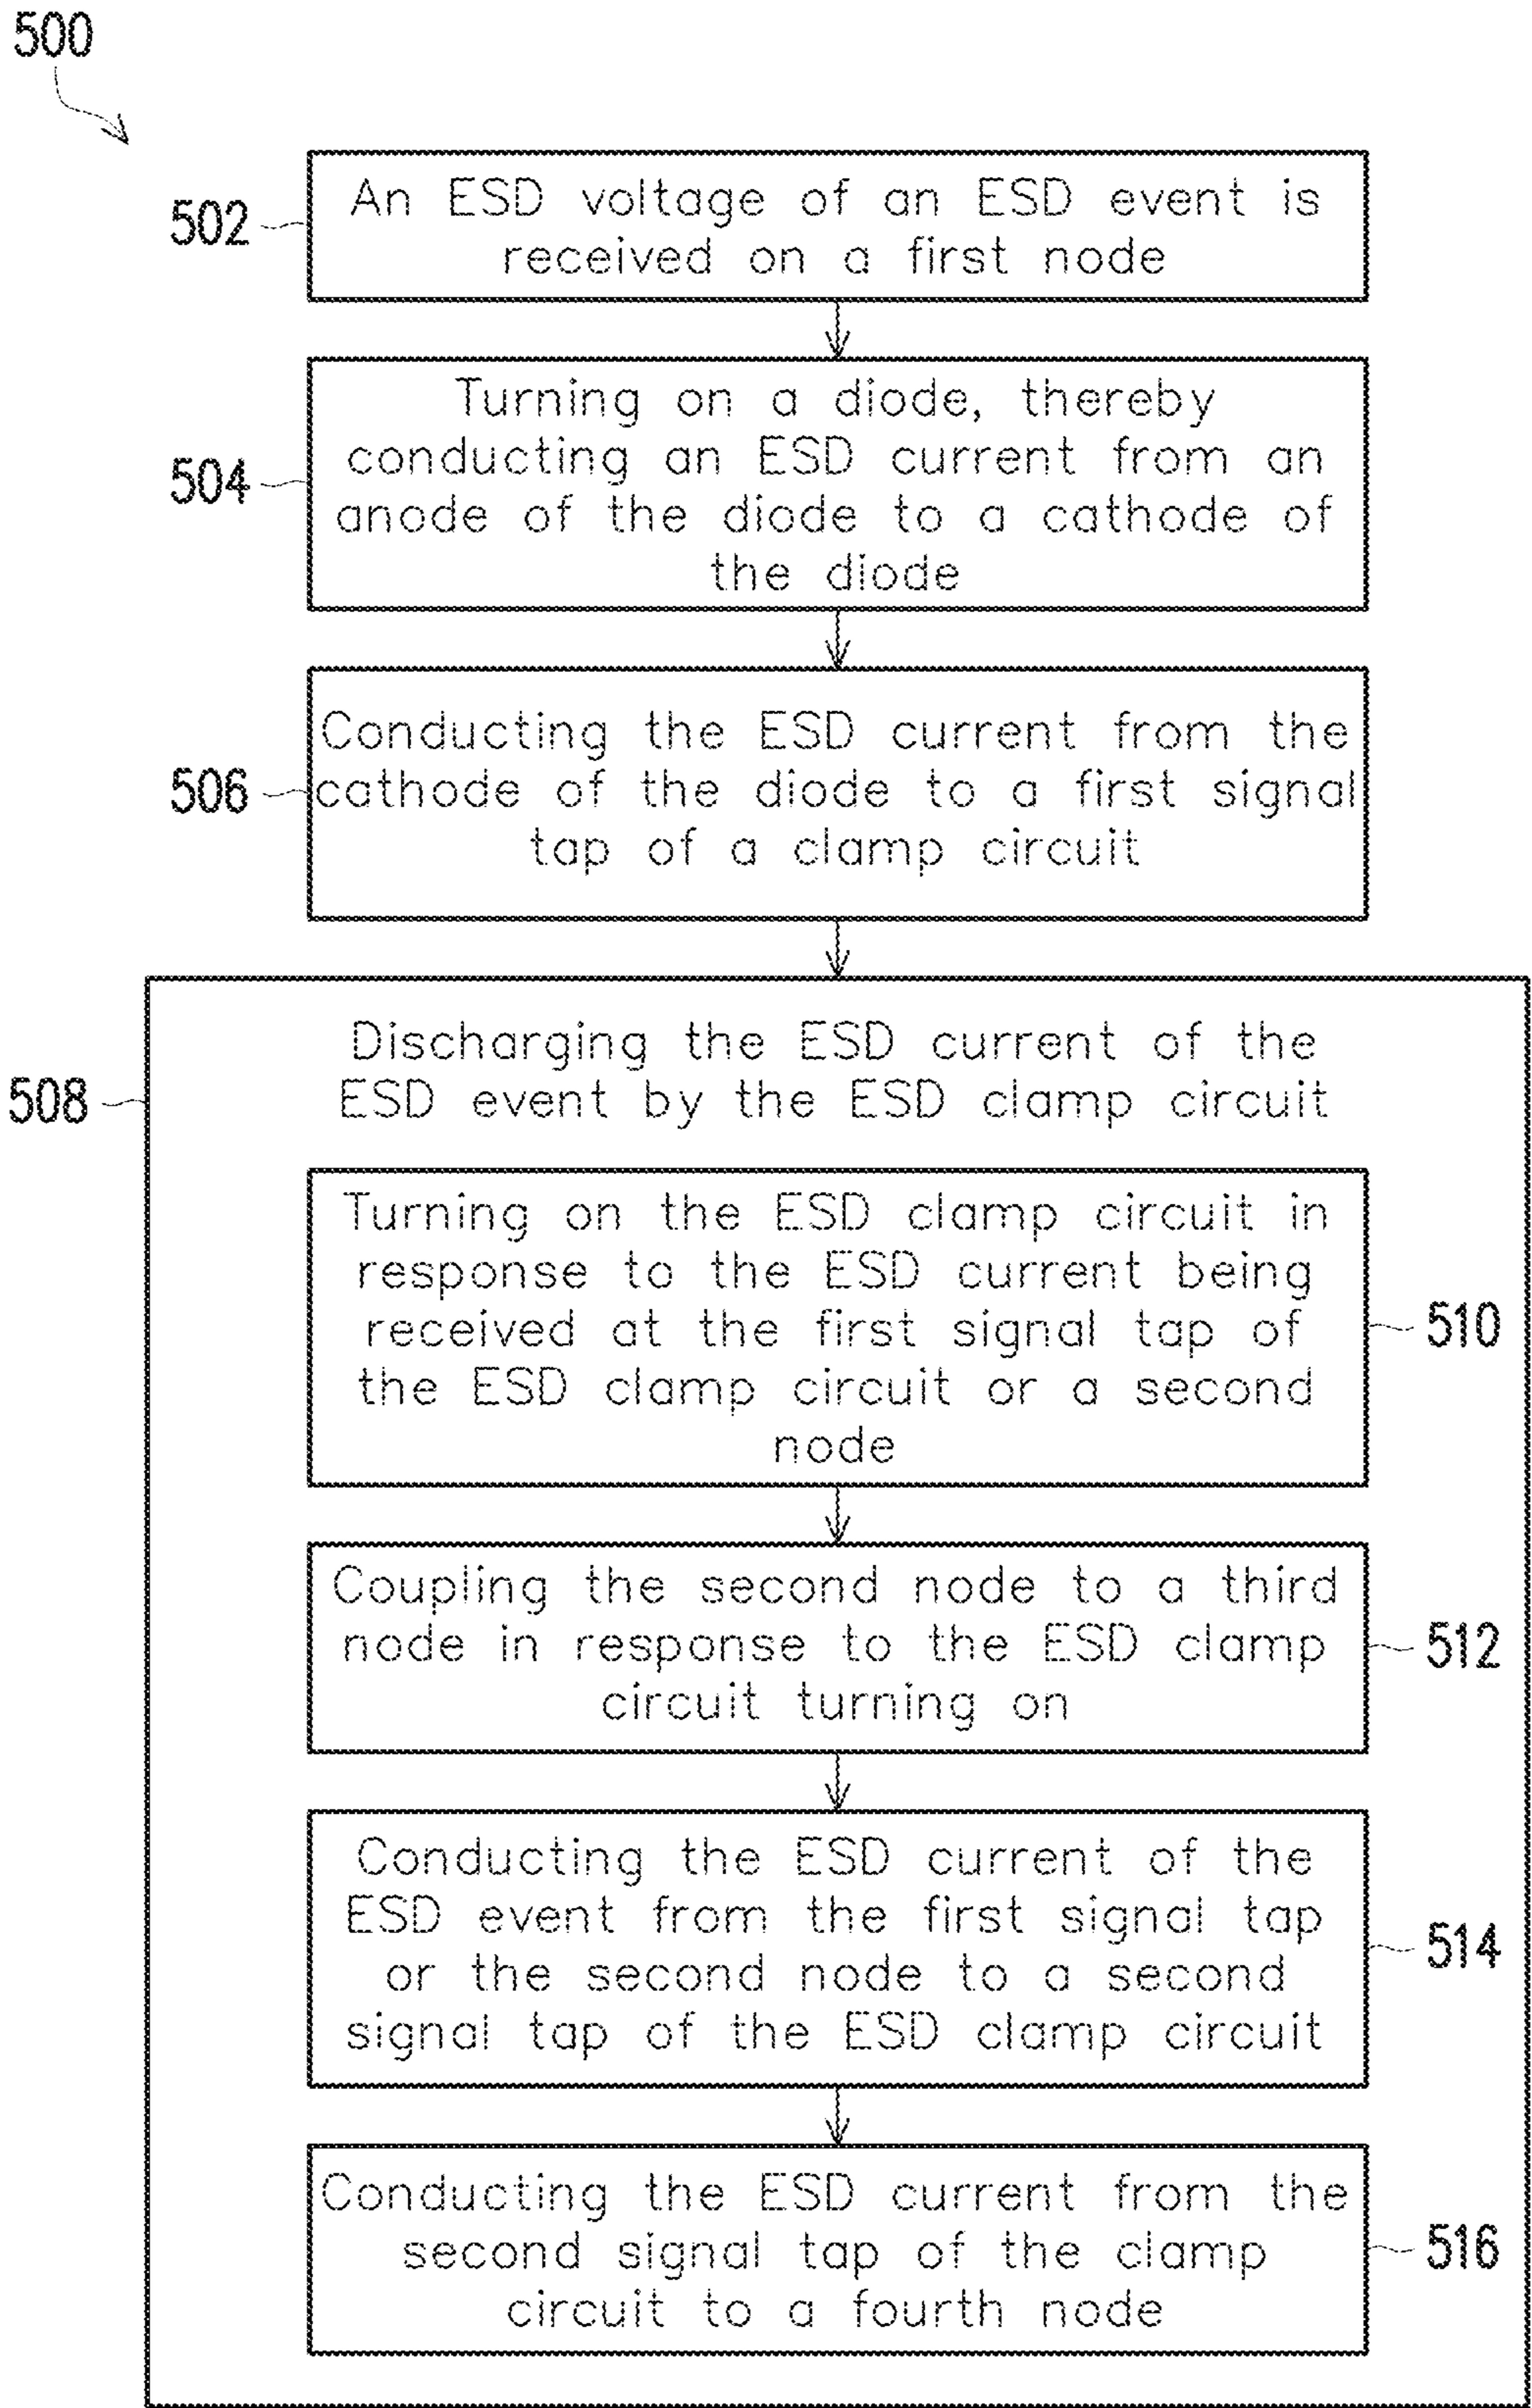 500
502
An ESD voltage of an ESD event is
received on a first node
504
Turning on a diode, thereby
conducting an ESD current from an
anode of the diode to a cathode of
the diode
506
Conducting the ESD current from the
cathode of the diode to a first signal
tap of a clamp circuit
508
Discharging the ESD current of the
ESD event by the ESD clamp circuit
Turning on the ESD clamp circuit in
response to the ESD current being
received at the first signal tap of
the ESD clamp circuit or a second
node
510
Coupling the second node to a third
node in response to the ESD clamp
circuit turning on
512
Conducting the ESD current of the
ESD event from the first signal tap
or the second node to a second
signal tap of the ESD clamp circuit
514
Conducting the ESD current from the
second signal tap of the clamp
circuit to a fourth node
516